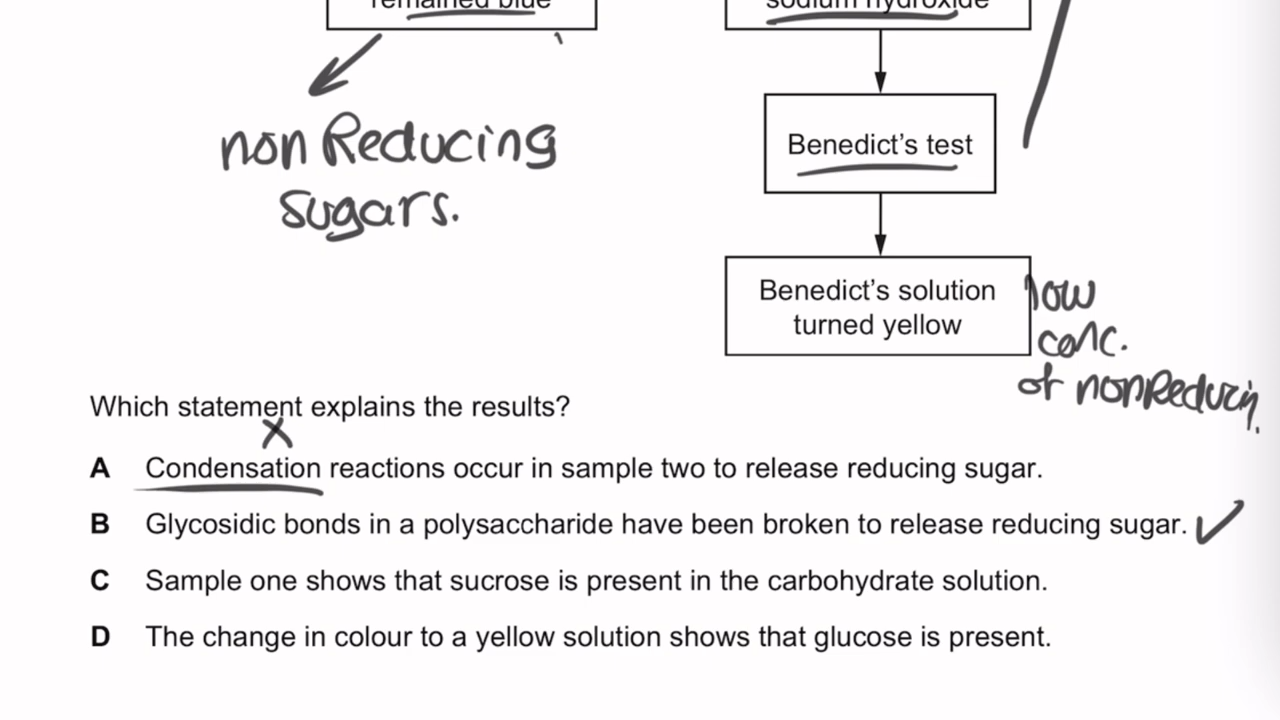 remained blue
sodium hydroxide
non Reducing
sugars.
Benedict's test
Benedict's solution
turned yellow
low
conc.
of nonReducing.
Which statement explains the results?
A Condensation reactions occur in sample two to release reducing sugar.
B Glycosidic bonds in a polysaccharide have been broken to release reducing sugar.
C Sample one shows that sucrose is present in the carbohydrate solution.
D The change in colour to a yellow solution shows that glucose is present.